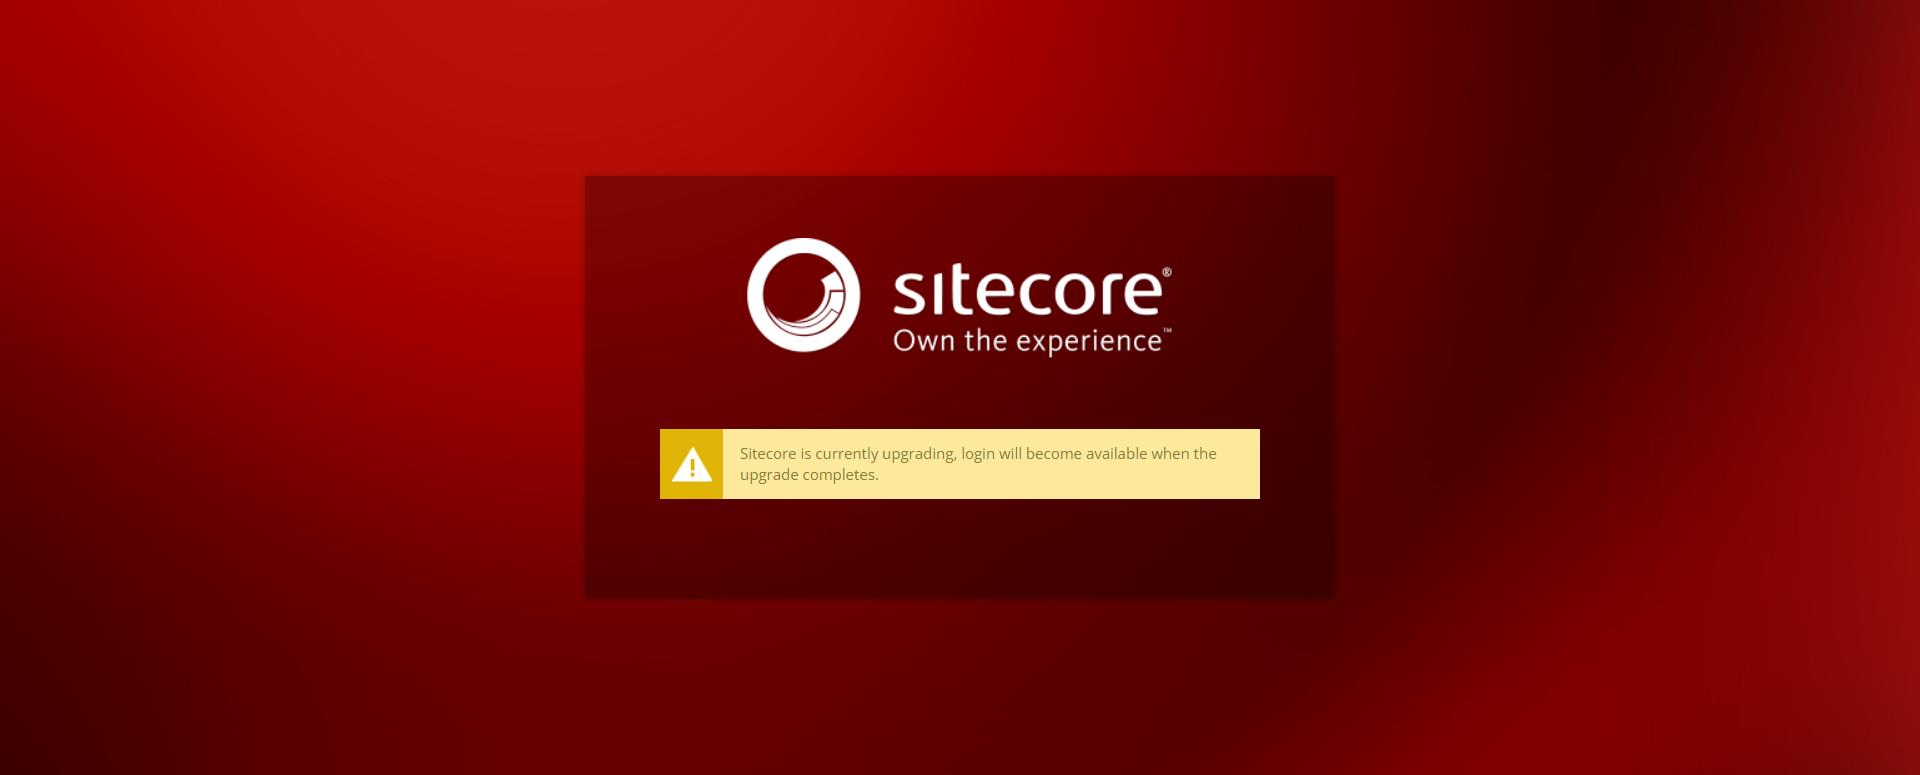 sitecore®
Own the experience™
Sitecore is currently upgrading, login will become available when the
upgrade completes.